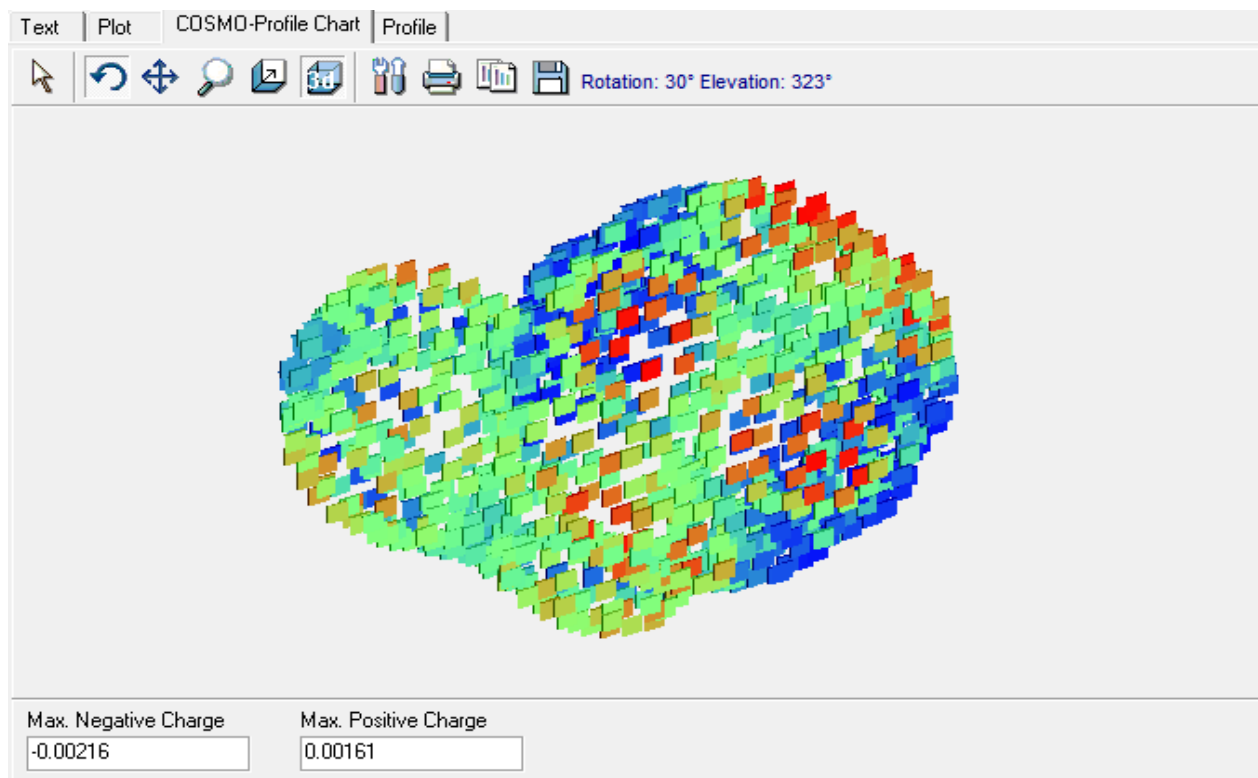 Text Plot COSMO-Profile Chart Profile
3d Rotation: 30° Elevation: 323°
Max. Negative Charge Max. Positive Charge
-0.00216 0.00161